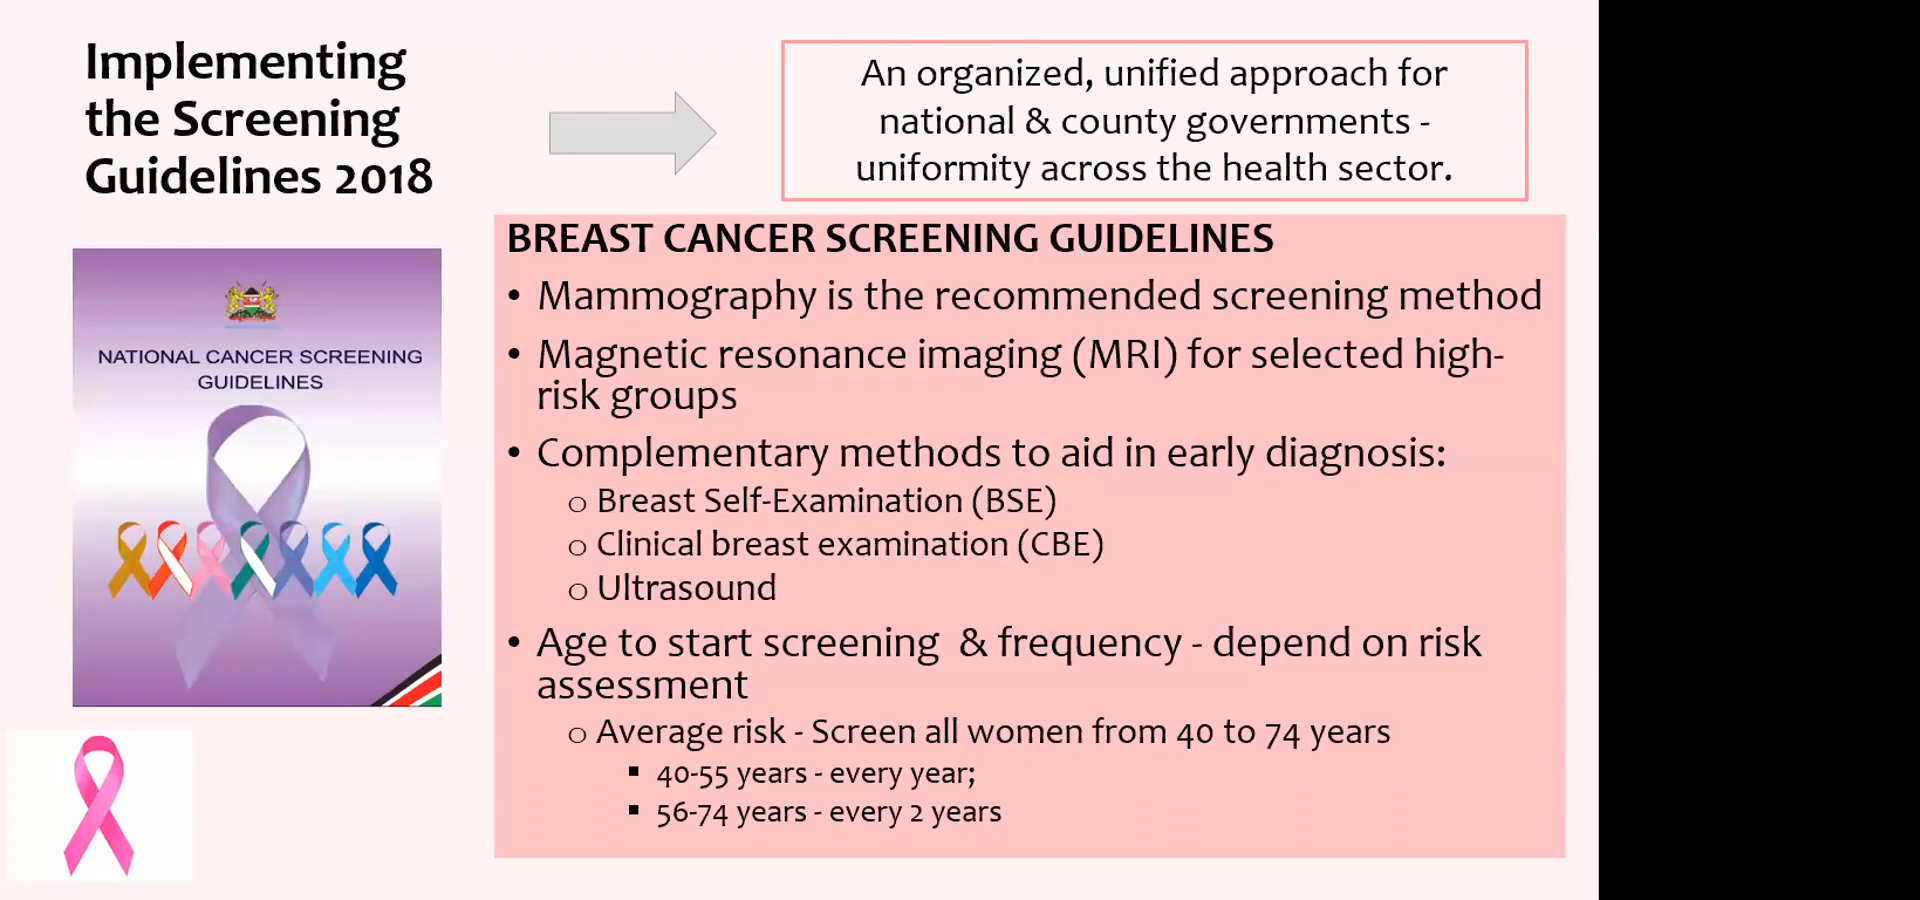 Implementing
the Screening
Guidelines 2018
An organized, unified approach for
national & county governments -
uniformity across the health sector.
NATIONAL CANCER SCREENING
GUIDELINES
BREAST CANCER SCREENING GUIDELINES
• Mammography is the recommended screening method
• Magnetic resonance imaging (MRI) for selected high-
risk groups
• Complementary methods to aid in early diagnosis:
o Breast Self-Examination (BSE)
o Clinical breast examination (CBE)
o Ultrasound
• Age to start screening & frequency - depend on risk
assessment
o Average risk - Screen all women from 40 to 74 years
▪ 40-55 years - every year;
▪ 56-74 years - every 2 years